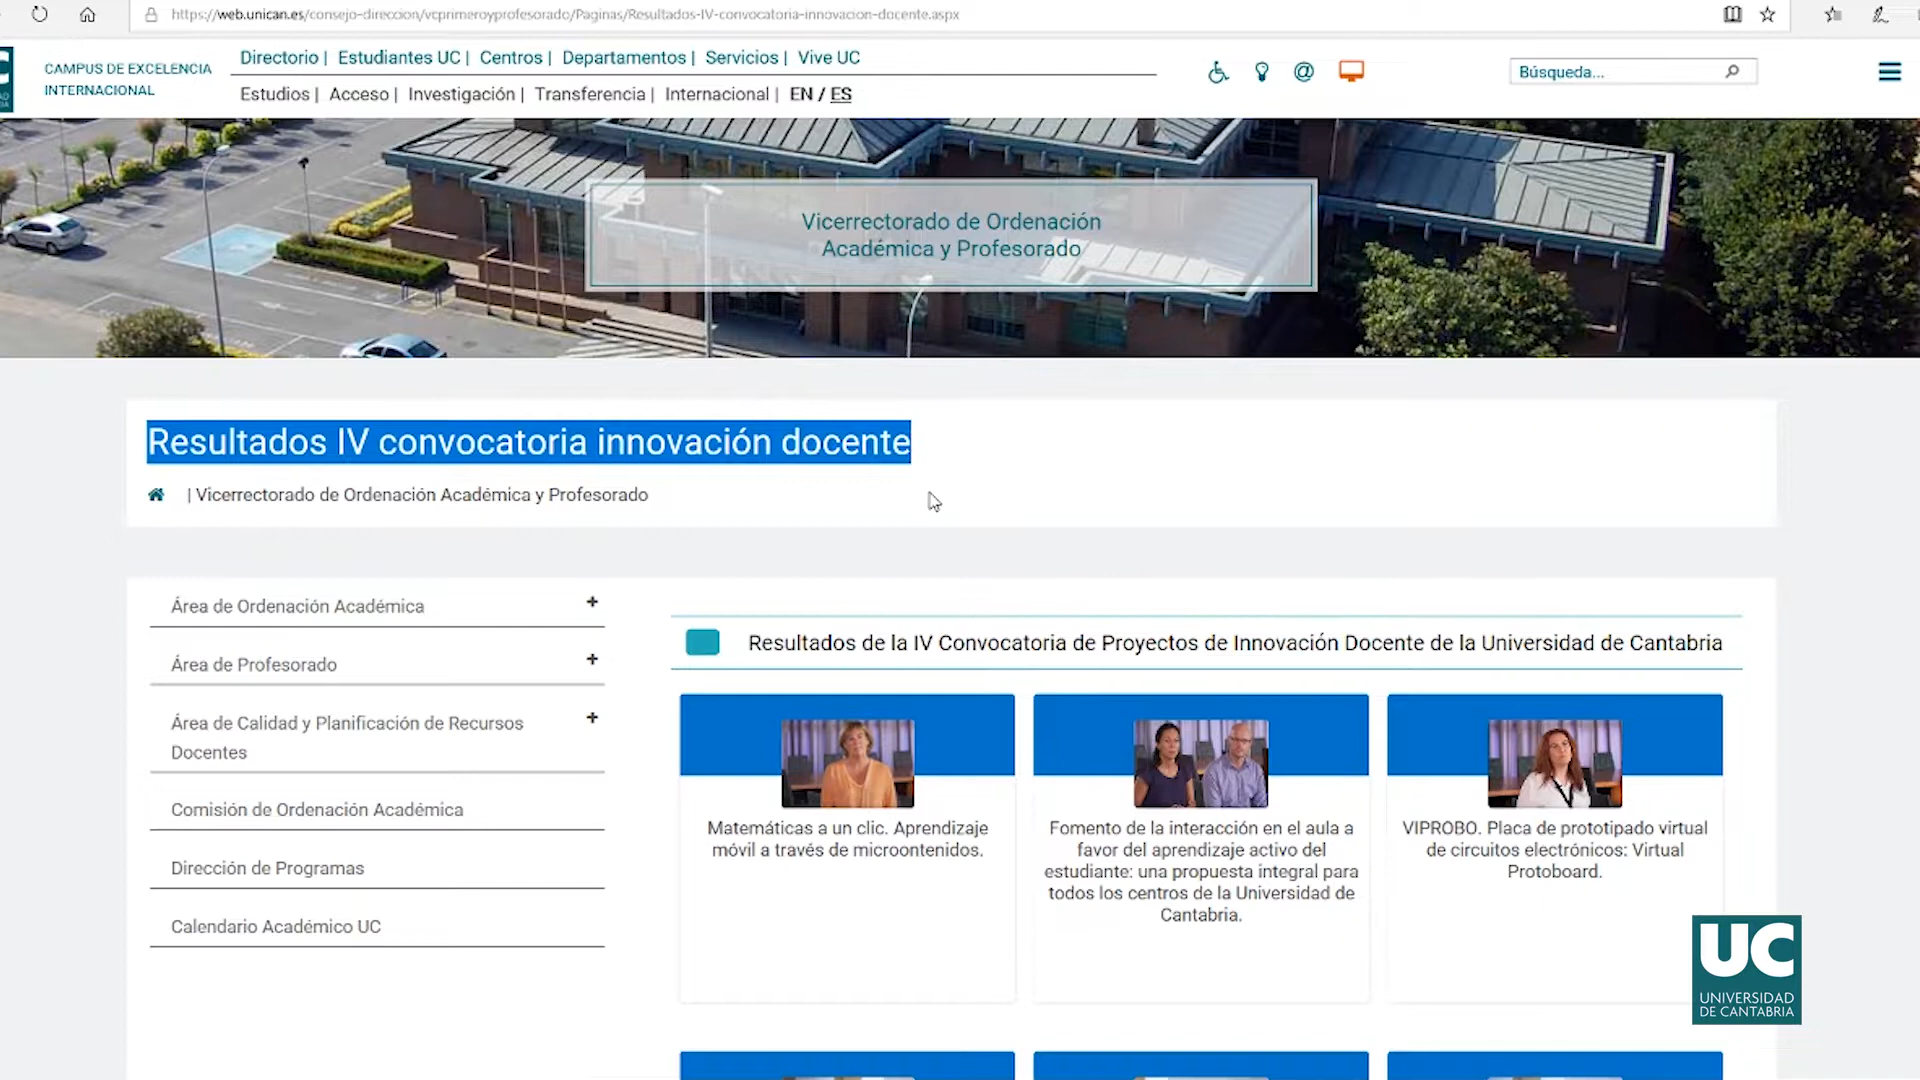 https://web.unican.es/consejo-direccion/vcprimeroyprofesorado/Paginas/Resultados-IV-convocatoria-innovacion-docente.aspx
CAMPUS DE EXCELENCIA
INTERNACIONAL
Directorio | Estudiantes UC | Centros | Departamentos | Servicios | Vive UC
Estudios | Acceso | Investigación | Transferencia | Internacional | EN / ES
Búsqueda...
Vicerrectorado de Ordenación
Académica y Profesorado
Resultados IV convocatoria innovación docente
| Vicerrectorado de Ordenación Académica y Profesorado
Área de Ordenación Académica +
Área de Profesorado +
Área de Calidad y Planificación de Recursos +
Docentes
Comisión de Ordenación Académica
Dirección de Programas
Calendario Académico UC
Resultados de la IV Convocatoria de Proyectos de Innovación Docente de la Universidad de Cantabria
Matemáticas a un clic. Aprendizaje
móvil a través de microontenidos.
Fomento de la interacción en el aula a
favor del aprendizaje activo del
estudiante: una propuesta integral para
todos los centros de la Universidad de
Cantabria.
VIPROBO. Placa de prototipado virtual
de circuitos electrónicos: Virtual
Protoboard.
UC
UNIVERSIDAD
DE CANTABRIA